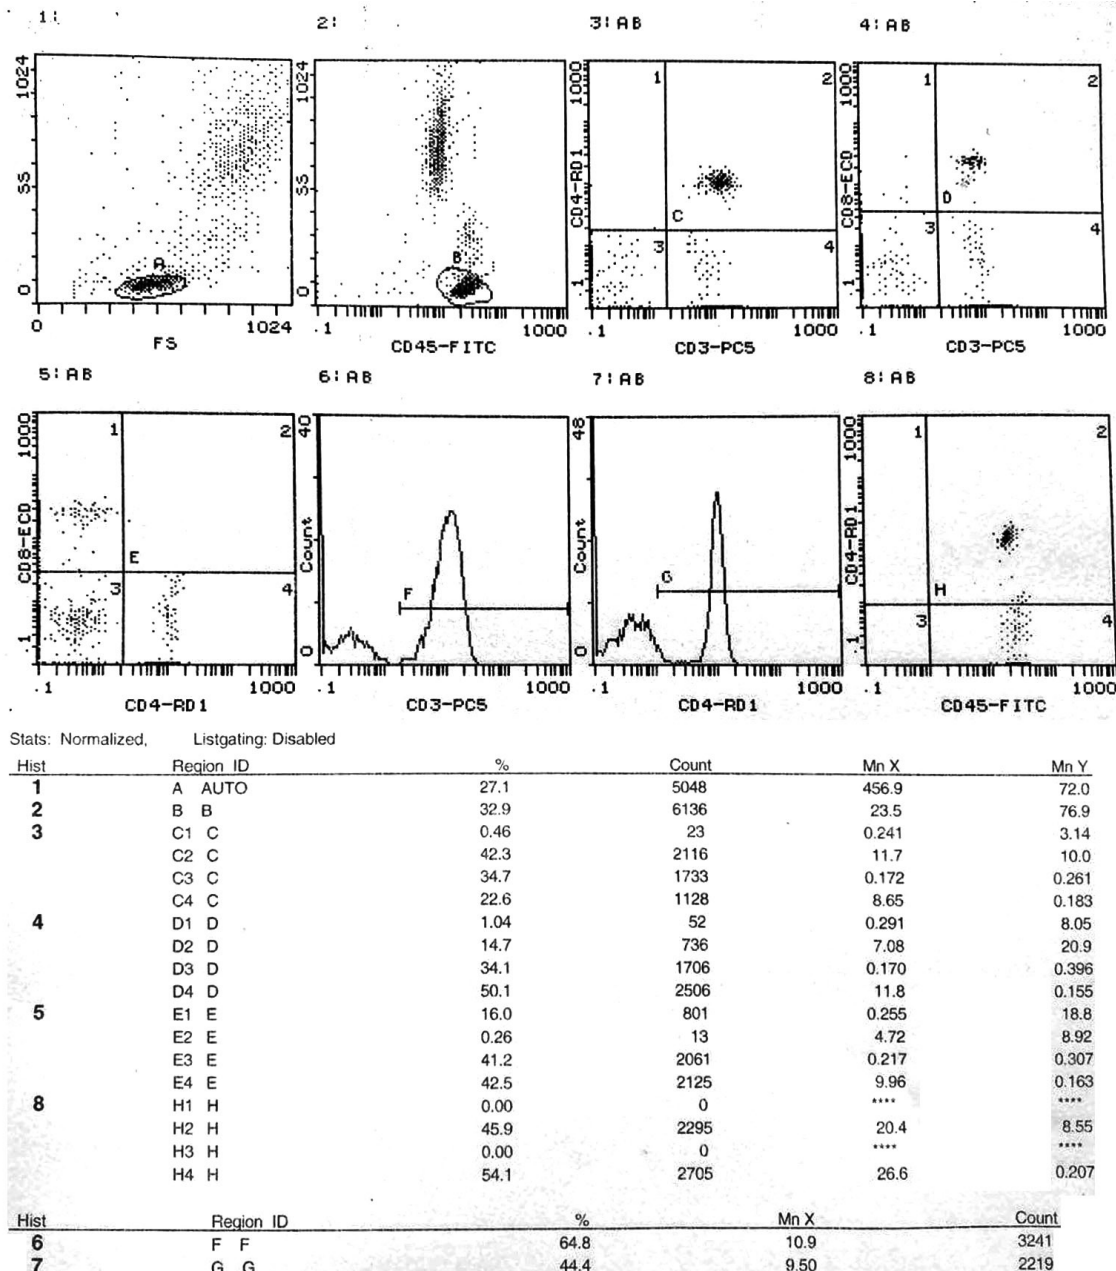 1:
2:
3: AB
4: AB
1024
SS
0
0
1024
FS
A
1024
SS
0
.1
1000
CD45-FITC
B
1000
CD4-RD1
1
.1
1000
CD3-PC5
1
2
C
3
4
1000
CD8-ECD
1
.1
1000
CD3-PC5
1
2
D
3
4
5: AB
6: AB
7: AB
8: AB
1000
CD8-ECD
.1
.1
1000
CD4-RD1
1
2
E
3
4
40
Count
0
.1
1000
CD3-PC5
F
48
Count
0
.1
1000
CD4-RD1
G
1000
CD4-RD1
.1
.1
1000
CD45-FITC
1
2
H
3
4
Stats: Normalized, Listgating: Disabled
Hist Region ID % Count Mn X Mn Y
1 A AUTO 27.1 5048 456.9 72.0
2 B B 32.9 6136 23.5 76.9
3 C1 C 0.46 23 0.241 3.14
C2 C 42.3 2116 11.7 10.0
C3 C 34.7 1733 0.172 0.261
C4 C 22.6 1128 8.65 0.183
4 D1 D 1.04 52 0.291 8.05
D2 D 14.7 736 7.08 20.9
D3 D 34.1 1706 0.170 0.396
D4 D 50.1 2506 11.8 0.155
5 E1 E 16.0 801 0.255 18.8
E2 E 0.26 13 4.72 8.92
E3 E 41.2 2061 0.217 0.307
E4 E 42.5 2125 9.96 0.163
8 H1 H 0.00 0 **** ****
H2 H 45.9 2295 20.4 8.55
H3 H 0.00 0 **** ****
H4 H 54.1 2705 26.6 0.207
Hist Region ID % Mn X Count
6 F F 64.8 10.9 3241
7 G G 44.4 9.50 2219